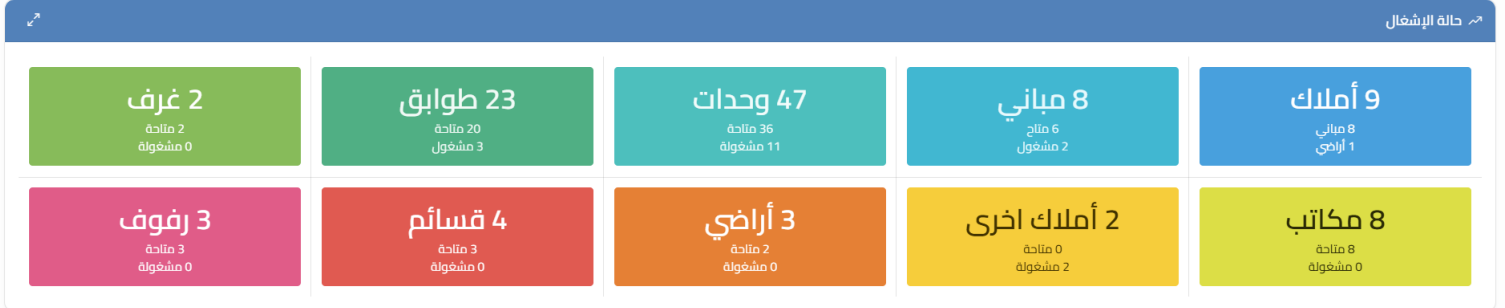 حالة الإشغال
9 أملاك
8 مباني
1 أراضي
8 مباني
6 متاح
2 مشغول
47 وحدات
36 متاحة
11 مشغولة
23 طوابق
20 متاحة
3 مشغول
2 غرف
2 متاحة
0 مشغولة
8 مكاتب
8 متاحة
0 مشغولة
2 أملاك اخرى
0 متاحة
2 مشغولة
3 أراضي
2 متاحة
0 مشغولة
4 قسائم
3 متاحة
0 مشغولة
3 رفوف
3 متاحة
0 مشغولة